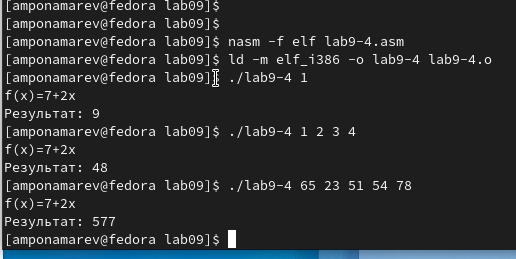 [amponamarev@fedora lab09]$
[amponamarev@fedora lab09]$
[amponamarev@fedora lab09]$ nasm -f elf lab9-4.asm
[amponamarev@fedora lab09]$ ld -m elf_i386 -o lab9-4 lab9-4.o
[amponamarev@fedora lab09]$ ./lab9-4 1
f(x)=7+2x
Результат: 9
[amponamarev@fedora lab09]$ ./lab9-4 1 2 3 4
f(x)=7+2x
Результат: 48
[amponamarev@fedora lab09]$ ./lab9-4 65 23 51 54 78
f(x)=7+2x
Результат: 577
[amponamarev@fedora lab09]$